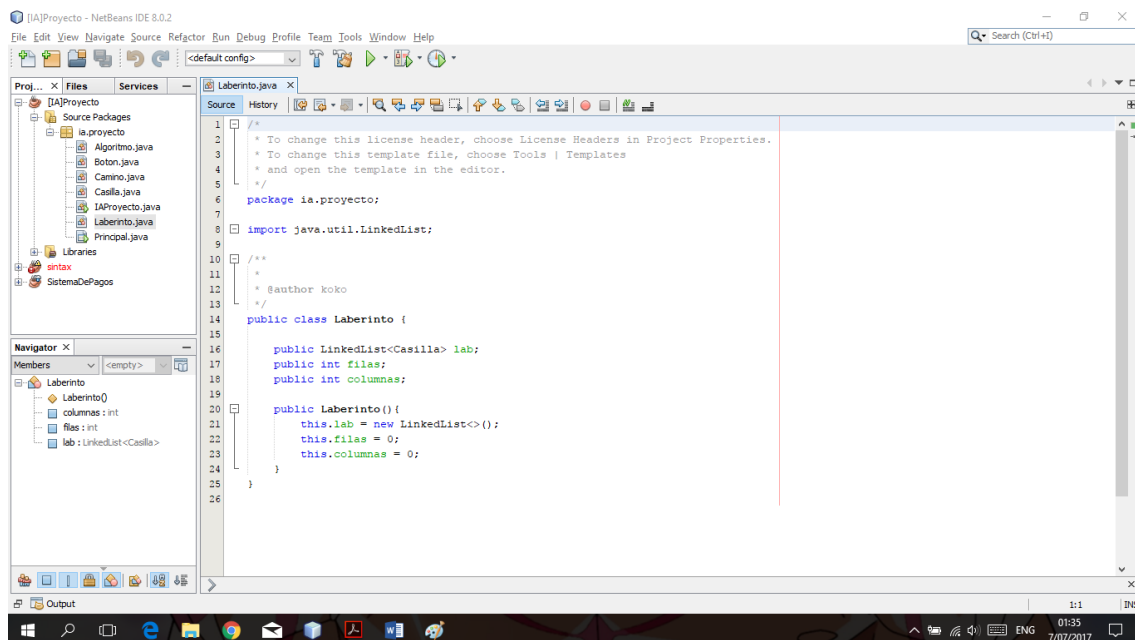 [IA]Proyecto - NetBeans IDE 8.0.2
File Edit View Navigate Source Refactor Run Debug Profile Team Tools Window Help
Search (Ctrl+I)
<default config>
Proj... X Files Services
Laberinto.java X
[IA]Proyecto
Source Packages
ia.proyecto
Algoritmo.java
Boton.java
Camino.java
Casilla.java
IAProyecto.java
Laberinto.java
Principal.java
Libraries
sintax
SistemaDePagos
Source History
1 /*
2 * To change this license header, choose License Headers in Project Properties.
3 * To change this template file, choose Tools | Templates
4 * and open the template in the editor.
5 */
6 package ia.proyecto;
7
8 import java.util.LinkedList;
9
10 /**
11 *
12 * @author koko
13 */
14 public class Laberinto {
15
16 public LinkedList<Casilla> lab;
17 public int filas;
18 public int columnas;
19
20 public Laberinto(){
21 this.lab = new LinkedList<>();
22 this.filas = 0;
23 this.columnas = 0;
24 }
25 }
26
Navigator X
Members <empty>
Laberinto
Laberinto()
columnas : int
filas : int
lab : LinkedList<Casilla>
Output
1:1 INS
ENG
01:35
7/07/2017